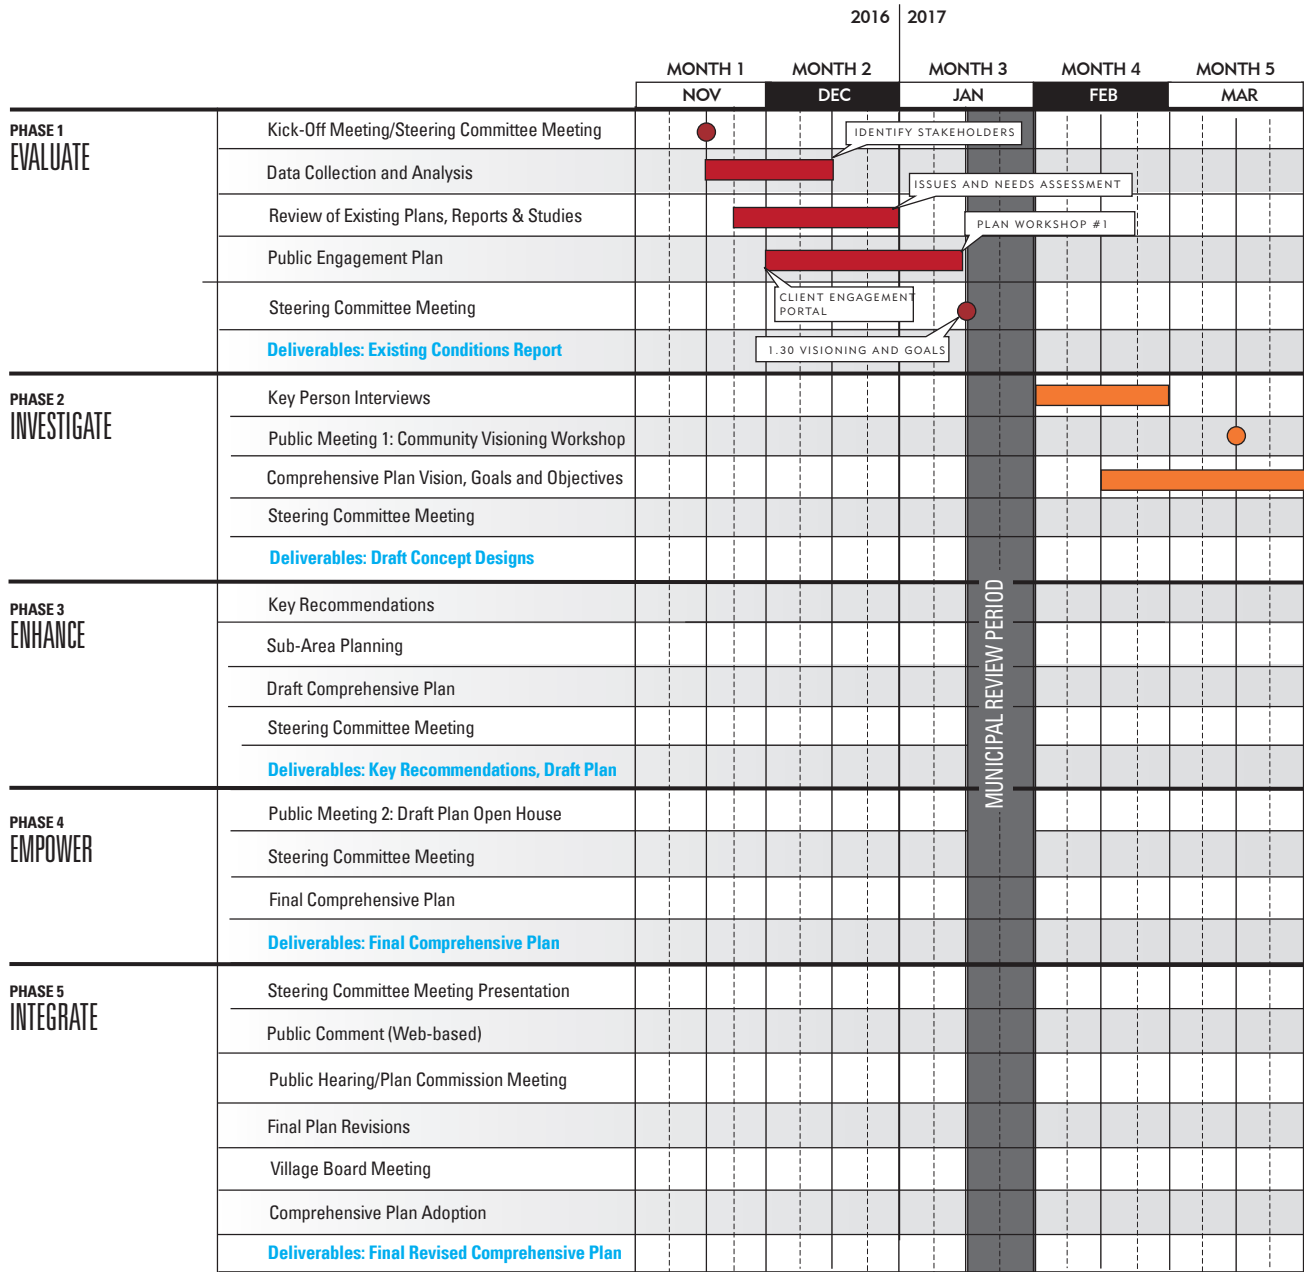 2016 2017
MONTH 1 MONTH 2 MONTH 3 MONTH 4 MONTH 5
NOV DEC JAN FEB MAR
PHASE 1
EVALUATE
Kick-Off Meeting/Steering Committee Meeting
IDENTIFY STAKEHOLDERS
Data Collection and Analysis
ISSUES AND NEEDS ASSESSMENT
Review of Existing Plans, Reports & Studies
PLAN WORKSHOP #1
Public Engagement Plan
CLIENT ENGAGEMENT
PORTAL
Steering Committee Meeting
1.30 VISIONING AND GOALS
Deliverables: Existing Conditions Report
PHASE 2
INVESTIGATE
Key Person Interviews
Public Meeting 1: Community Visioning Workshop
Comprehensive Plan Vision, Goals and Objectives
Steering Committee Meeting
Deliverables: Draft Concept Designs
MUNICIPAL REVIEW PERIOD
PHASE 3
ENHANCE
Key Recommendations
Sub-Area Planning
Draft Comprehensive Plan
Steering Committee Meeting
Deliverables: Key Recommendations, Draft Plan
PHASE 4
EMPOWER
Public Meeting 2: Draft Plan Open House
Steering Committee Meeting
Final Comprehensive Plan
Deliverables: Final Comprehensive Plan
PHASE 5
INTEGRATE
Steering Committee Meeting Presentation
Public Comment (Web-based)
Public Hearing/Plan Commission Meeting
Final Plan Revisions
Village Board Meeting
Comprehensive Plan Adoption
Deliverables: Final Revised Comprehensive Plan